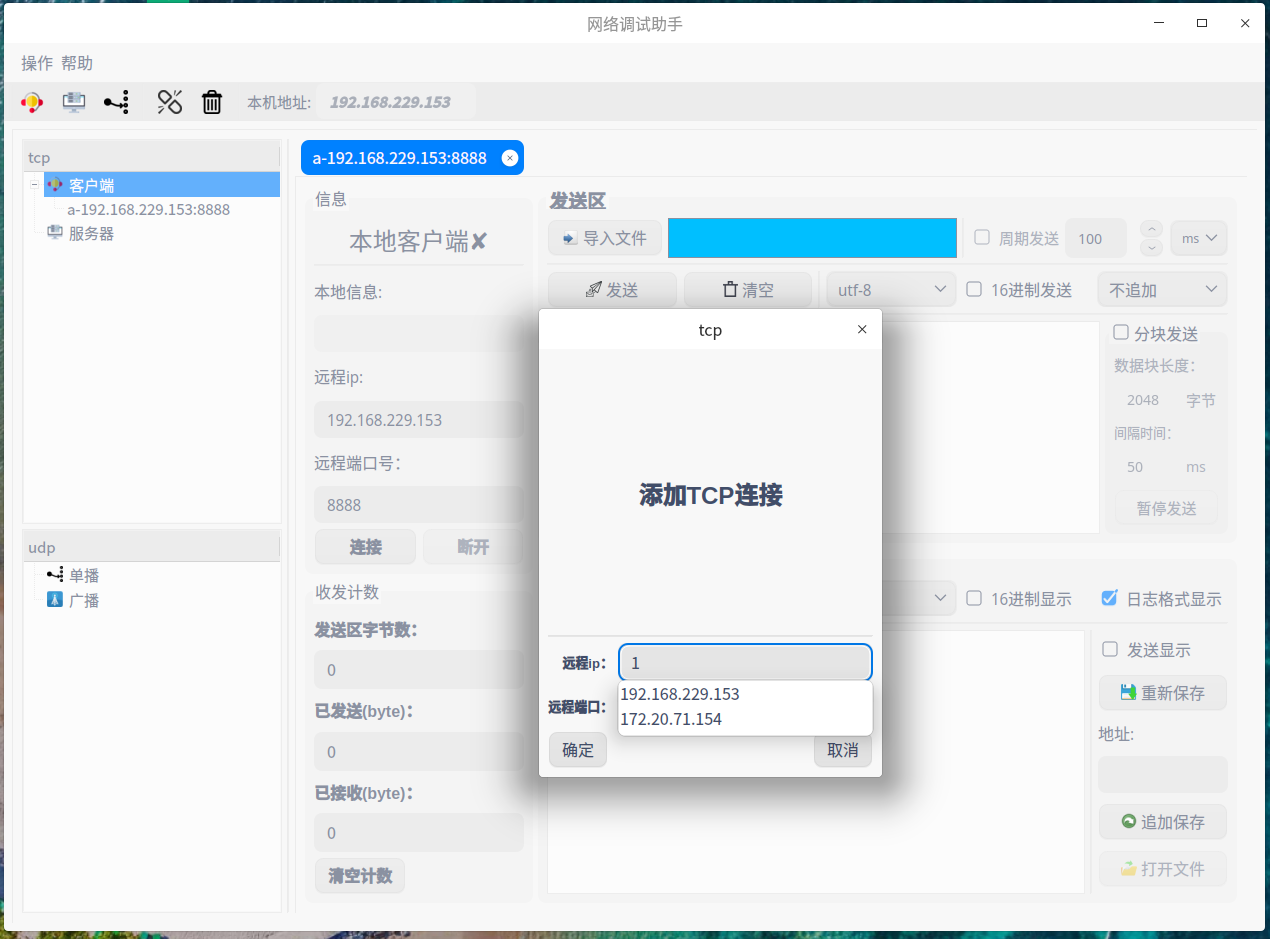 网络调试助手
操作 帮助
本机地址: 192.168.229.153
tcp
客户端
a-192.168.229.153:8888
服务器
udp
单播
广播
a-192.168.229.153:8888
信息
本地客户端✘
本地信息:
远程ip:
192.168.229.153
远程端口号:
8888
连接 断开
收发计数
发送区字节数:
0
已发送(byte):
0
已接收(byte):
0
清空计数
发送区
导入文件 周期发送 100 ms
发送 清空 utf-8 16进制发送 不追加
分块发送
数据块长度:
2048 字节
间隔时间:
50 ms
暂停发送
16进制显示 日志格式显示
发送显示
重新保存
地址:
追加保存
打开文件
tcp
添加TCP连接
远程ip: 1
192.168.229.153
远程端口: 172.20.71.154
确定 取消